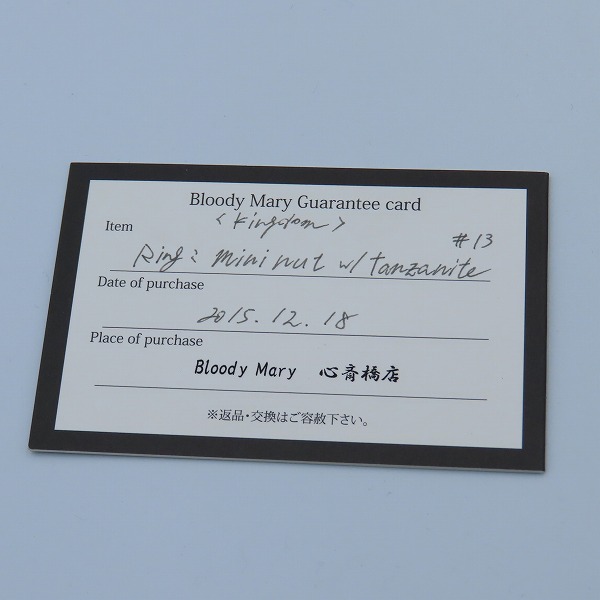 Bloody Mary Guarantee card
<Kingdom>
Item
#13
Ring: mini nut w/ tanzanite
Date of purchase
2015.12.18
Place of purchase
Bloody Mary 心斎橋店
※返品・交換はご容赦下さい。